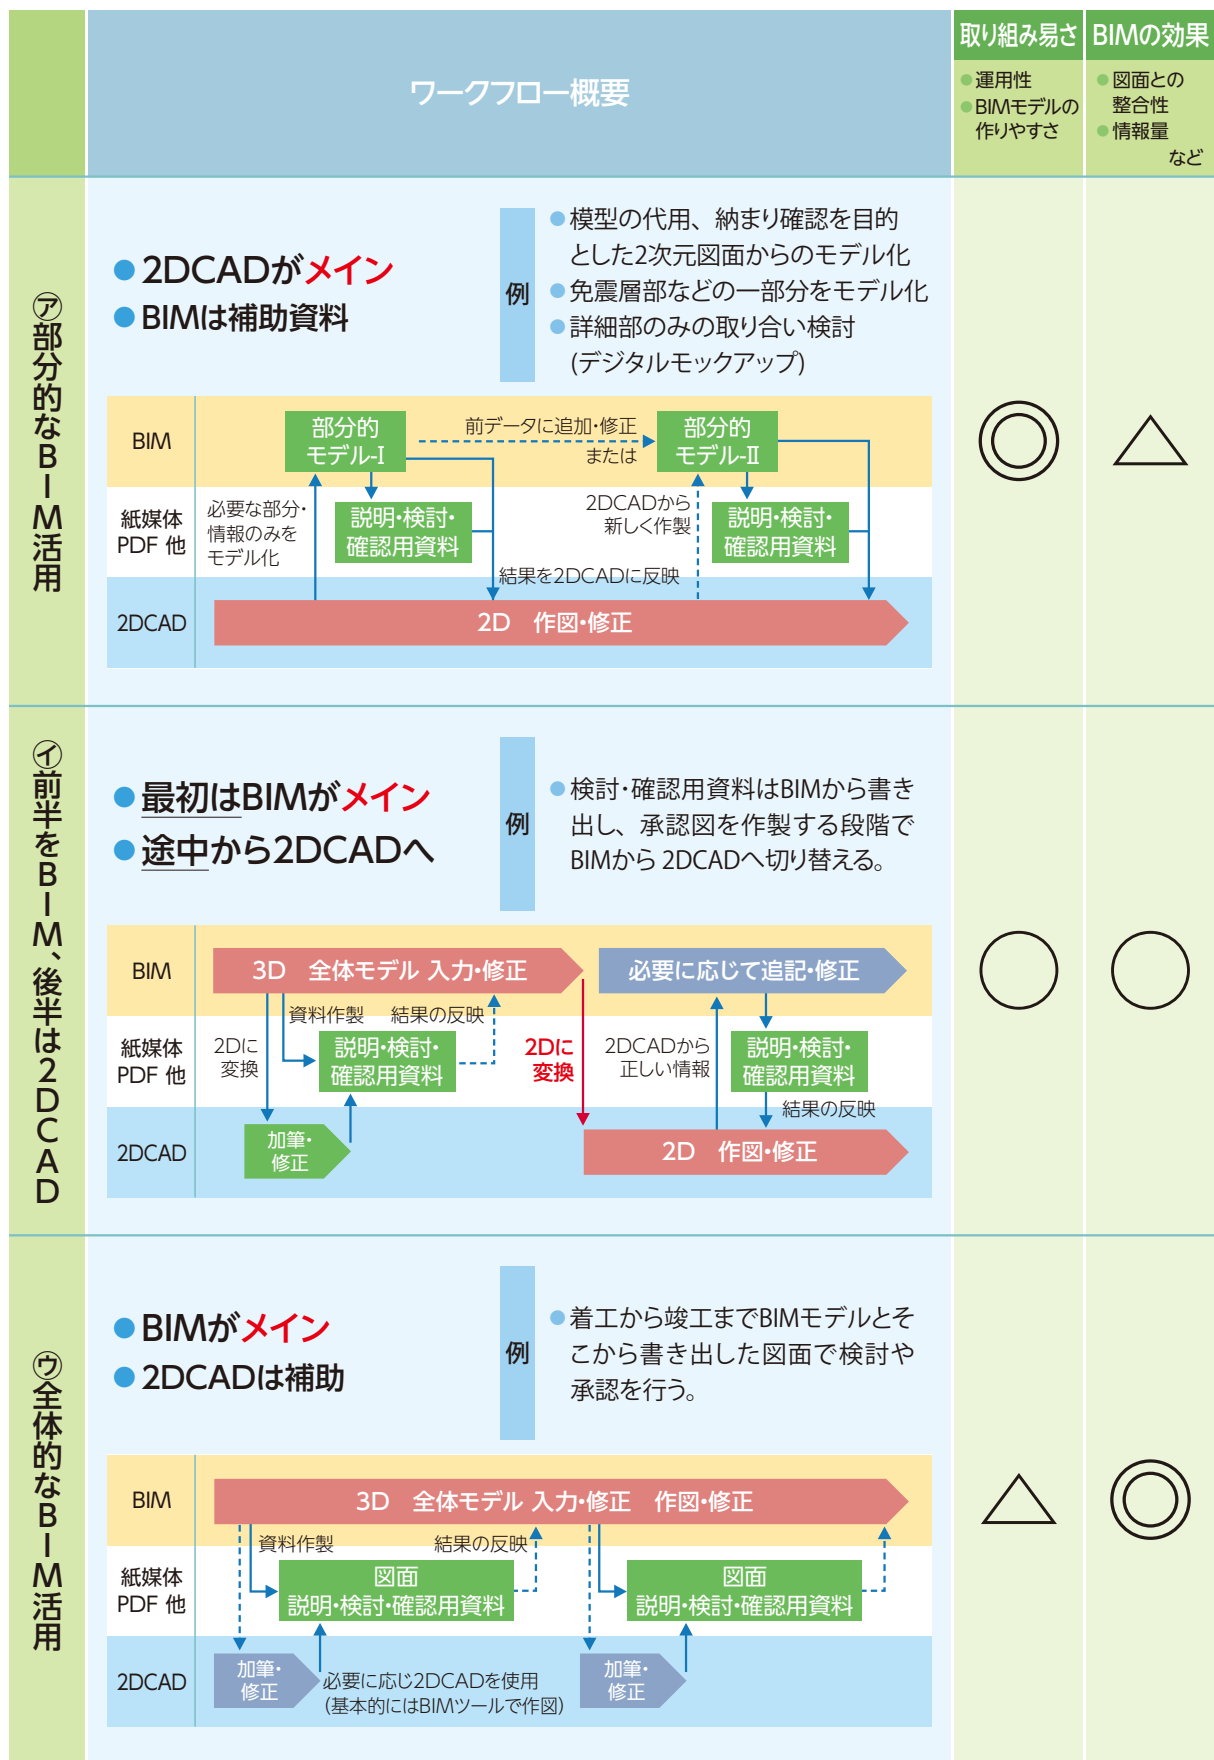 ワークフロー概要
取り組み易さ
●運用性
●BIMモデルの
作りやすさ
BIMの効果
●図面との
整合性
●情報量
など
㋐部分的なBIM活用
●2DCADがメイン
●BIMは補助資料
例
●模型の代用、納まり確認を目的
とした2次元図面からのモデル化
●免震層部などの一部分をモデル化
●詳細部のみの取り合い検討
(デジタルモックアップ)
BIM
部分的
モデル-Ⅰ
前データに追加・修正
または
部分的
モデル-Ⅱ
紙媒体
PDF 他
必要な部分・
情報のみを
モデル化
説明・検討・
確認用資料
2DCADから
新しく作製
説明・検討・
確認用資料
結果を2DCADに反映
2DCAD
2D 作図・修正
◎
△
㋑前半をBIM、後半は2DCAD
●最初はBIMがメイン
●途中から2DCADへ
例
●検討・確認用資料はBIMから書き
出し、承認図を作製する段階で
BIMから 2DCADへ切り替える。
BIM
3D 全体モデル 入力・修正
必要に応じて追記・修正
紙媒体
PDF 他
2Dに
変換
資料作製
結果の反映
説明・検討・
確認用資料
2Dに
変換
2DCADから
正しい情報
説明・検討・
確認用資料
結果の反映
2DCAD
加筆・
修正
2D 作図・修正
○
○
㋒全体的なBIM活用
●BIMがメイン
●2DCADは補助
例
●着工から竣工までBIMモデルとそ
こから書き出した図面で検討や
承認を行う。
BIM
3D 全体モデル 入力・修正 作図・修正
紙媒体
PDF 他
資料作製
結果の反映
図面
説明・検討・確認用資料
図面
説明・検討・確認用資料
2DCAD
加筆・
修正
必要に応じ2DCADを使用
(基本的にはBIMツールで作図)
加筆・
修正
△
◎